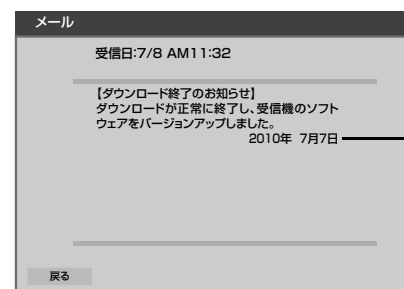 メール
受信日:7/8 AM11:32
【ダウンロード終了のお知らせ】
ダウンロードが正常に終了し、受信機のソフト
ウェアをバージョンアップしました。
2010年 7月7日
戻る